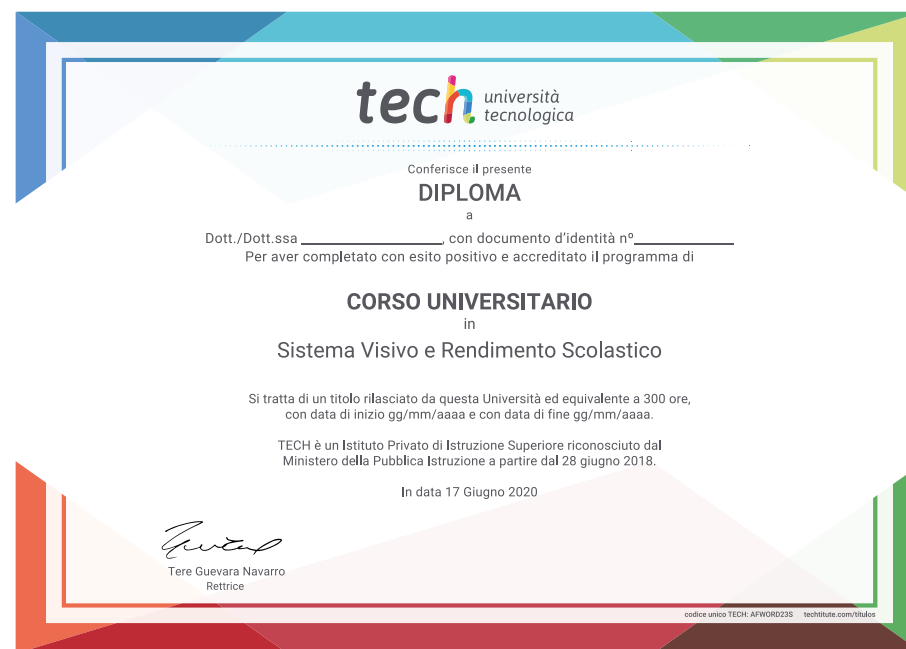 tech università
tecnologica
Conferisce il presente
DIPLOMA
a
Dott./Dott.ssa ____________, con documento d'identità nº____________
Per aver completato con esito positivo e accreditato il programma di
CORSO UNIVERSITARIO
in
Sistema Visivo e Rendimento Scolastico
Si tratta di un titolo rilasciato da questa Università ed equivalente a 300 ore,
con data di inizio gg/mm/aaaa e con data di fine gg/mm/aaaa.
TECH è un Istituto Privato di Istruzione Superiore riconosciuto dal
Ministero della Pubblica Istruzione a partire dal 28 giugno 2018.
In data 17 Giugno 2020
Tere Guevara Navarro
Rettrice
codice unico TECH: AFWORD23S techtitute.com/titulos